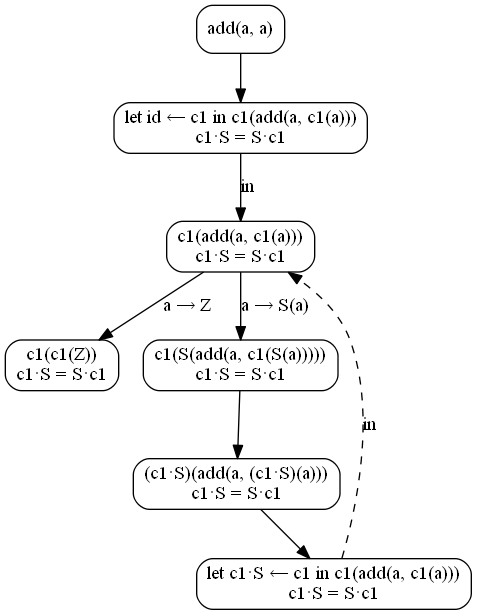 add(a, a)
let id ← c1 in c1(add(a, c1(a)))
c1·S = S·c1
in
c1(add(a, c1(a)))
c1·S = S·c1
a → Z
a → S(a)
c1(c1(Z))
c1·S = S·c1
c1(S(add(a, c1(S(a)))))
c1·S = S·c1
in
(c1·S)(add(a, (c1·S)(a)))
c1·S = S·c1
let c1·S ← c1 in c1(add(a, c1(a)))
c1·S = S·c1